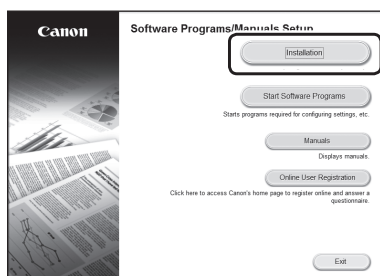 Canon
Software Programs/Manuals Setup
Installation
Start Software Programs
Starts programs required for configuring settings, etc.
Manuals
Displays manuals.
Online User Registration
Click here to access Canon's home page to register online and answer a
questionnaire.
Exit